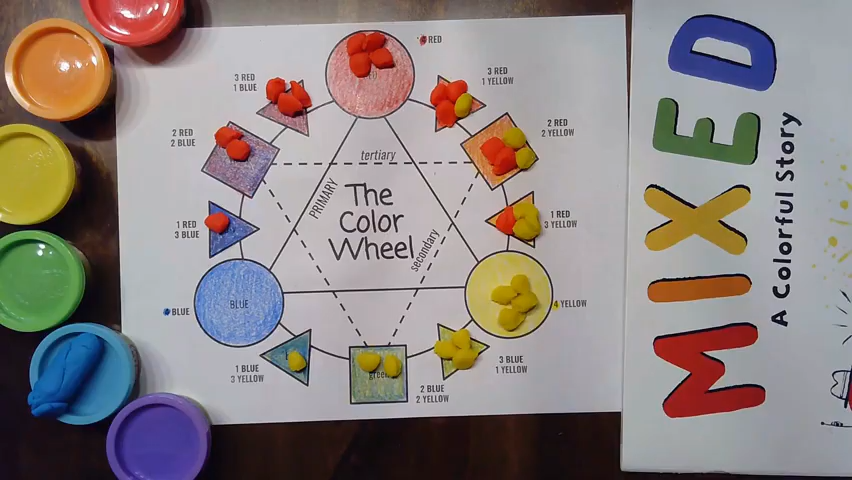 RED
3 RED
1 BLUE
3 RED
1 YELLOW
2 RED
2 BLUE
2 RED
2 YELLOW
tertiary
PRIMARY
The
Color
Wheel
secondary
1 RED
3 BLUE
1 RED
3 YELLOW
BLUE
BLUE
4 YELLOW
1 BLUE
3 YELLOW
green
3 BLUE
1 YELLOW
2 BLUE
2 YELLOW
MIXED
A Colorful Story